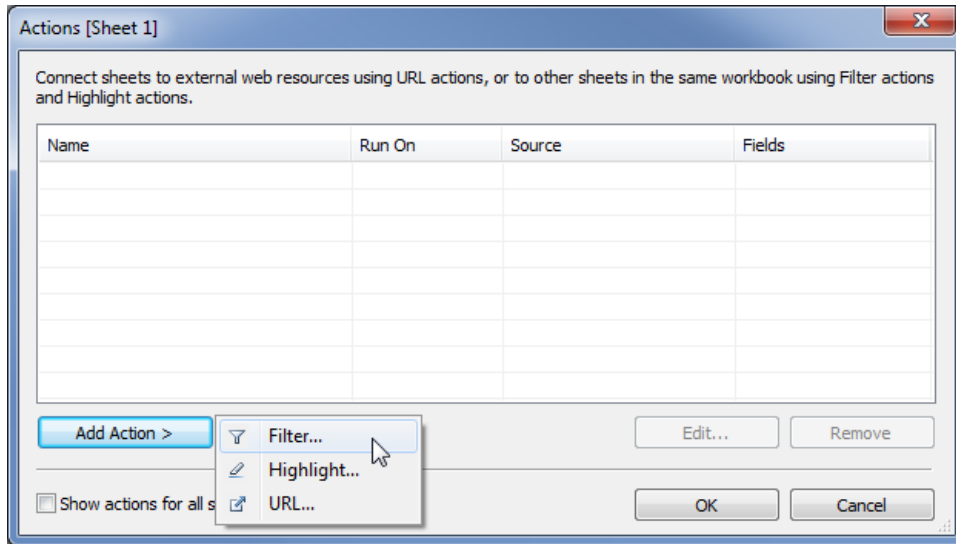 Actions [Sheet 1]
Connect sheets to external web resources using URL actions, or to other sheets in the same workbook using Filter actions
and Highlight actions.
Name Run On Source Fields
Add Action > Filter... Edit... Remove
Highlight...
Show actions for all s URL... OK Cancel